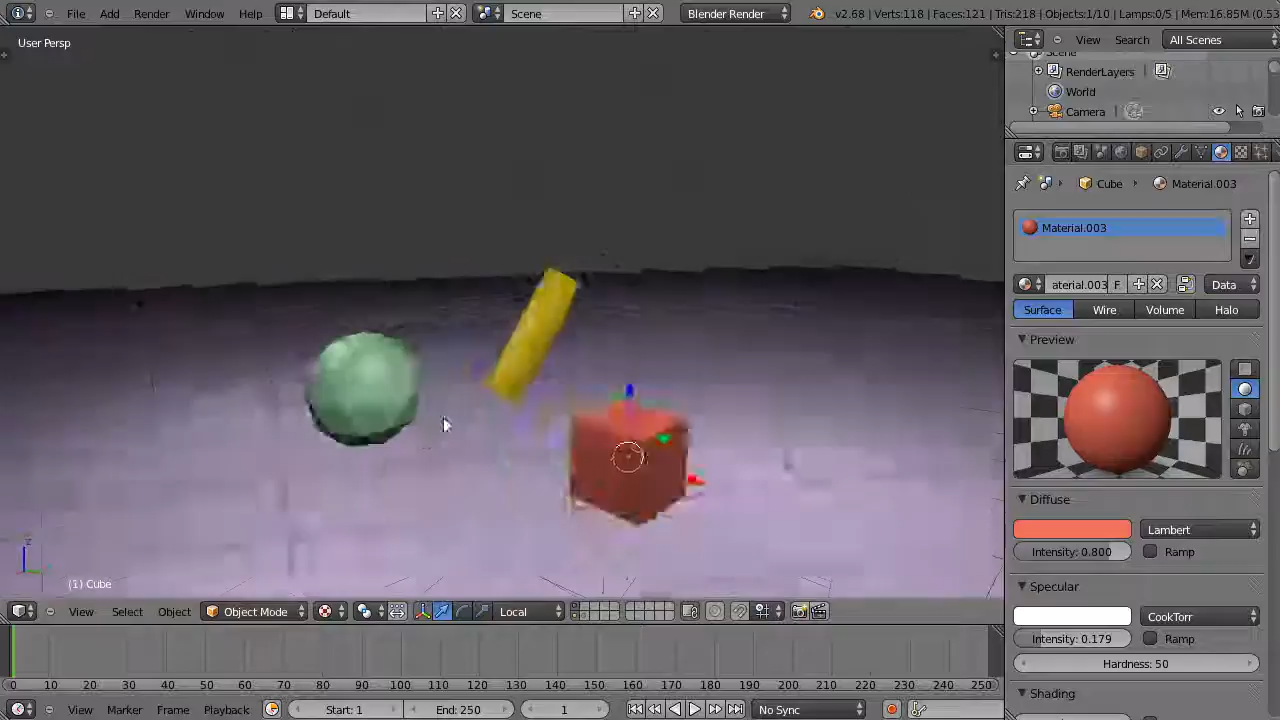 File Add Render Window Help Default Scene Blender Render v2.68 | Verts:118 | Faces:121 | Tris:218 | Objects:1/10 | Lamps:0/5 | Mem:16.85M (0.53
User Persp
View Search All Scenes
Scene
RenderLayers |
World
Camera |
Cube Material.003
Material.003
aterial.003 F Data
Surface Wire Volume Halo
Preview
Diffuse
Lambert
Intensity: 0.800 Ramp
Specular
CookTorr
Intensity: 0.179 Ramp
Hardness: 50
Shading
z
(1) Cube
View Select Object Object Mode Local
0 10 20 30 40 50 60 70 80 90 100 110 120 130 140 150 160 170 180 190 200 210 220 230 240 250
View Marker Frame Playback Start: 1 End: 250 1 No Sync